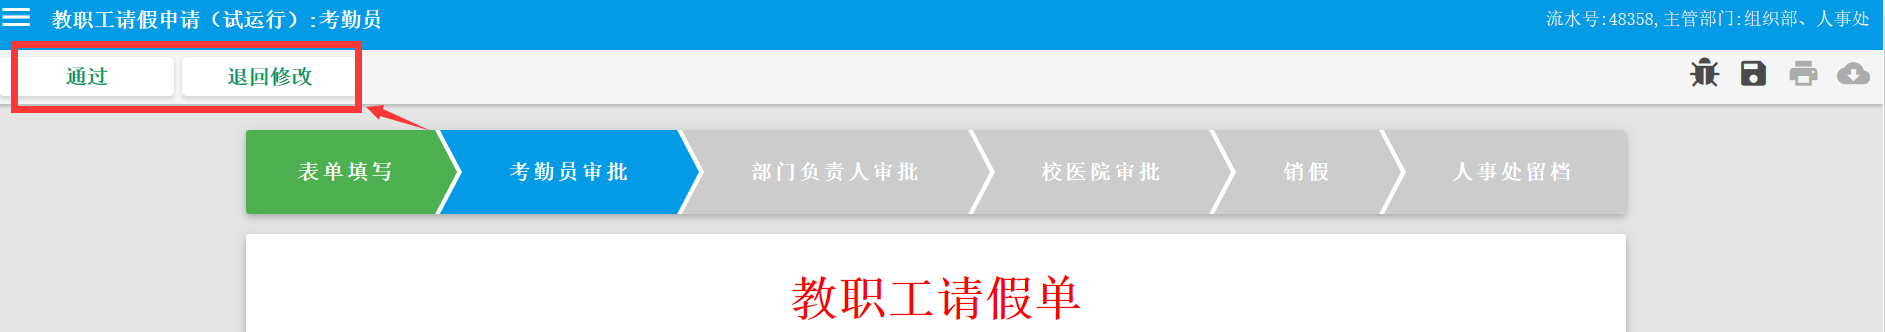 教职工请假申请（试运行）:考勤员
流水号:48358,主管部门:组织部、人事处
通过
退回修改
表单填写
考勤员审批
部门负责人审批
校医院审批
销假
人事处留档
教职工请假单